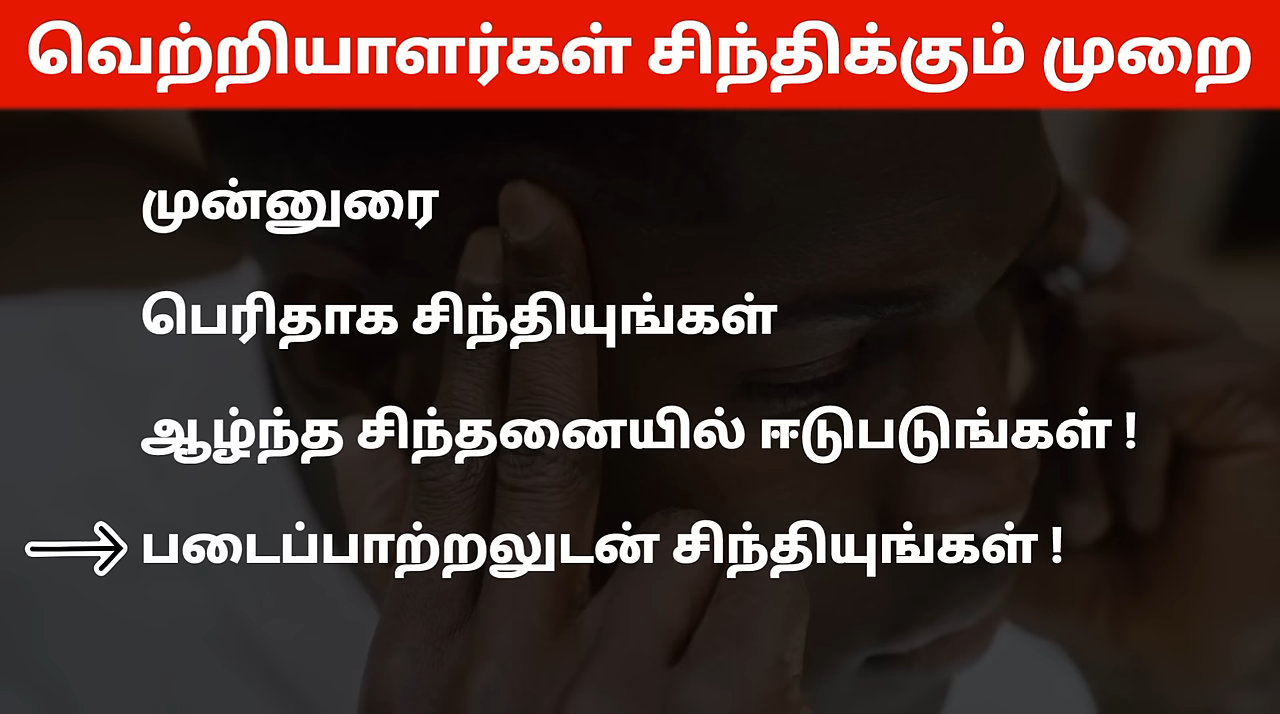 வெற்றியாளர்கள் சிந்திக்கும் முறை
முன்னுரை
பெரிதாக சிந்தியுங்கள்
ஆழ்ந்த சிந்தனையில் ஈடுபடுங்கள் !
படைப்பாற்றலுடன் சிந்தியுங்கள் !